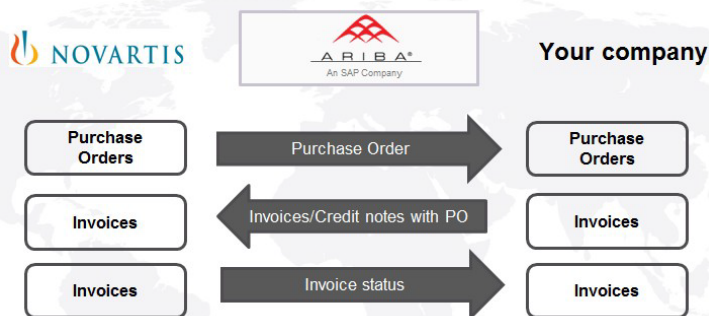 NOVARTIS
ARIBA®
An SAP Company
Your company
Purchase
Orders
Purchase Order
Purchase
Orders
Invoices
Invoices/Credit notes with PO
Invoices
Invoices
Invoice status
Invoices